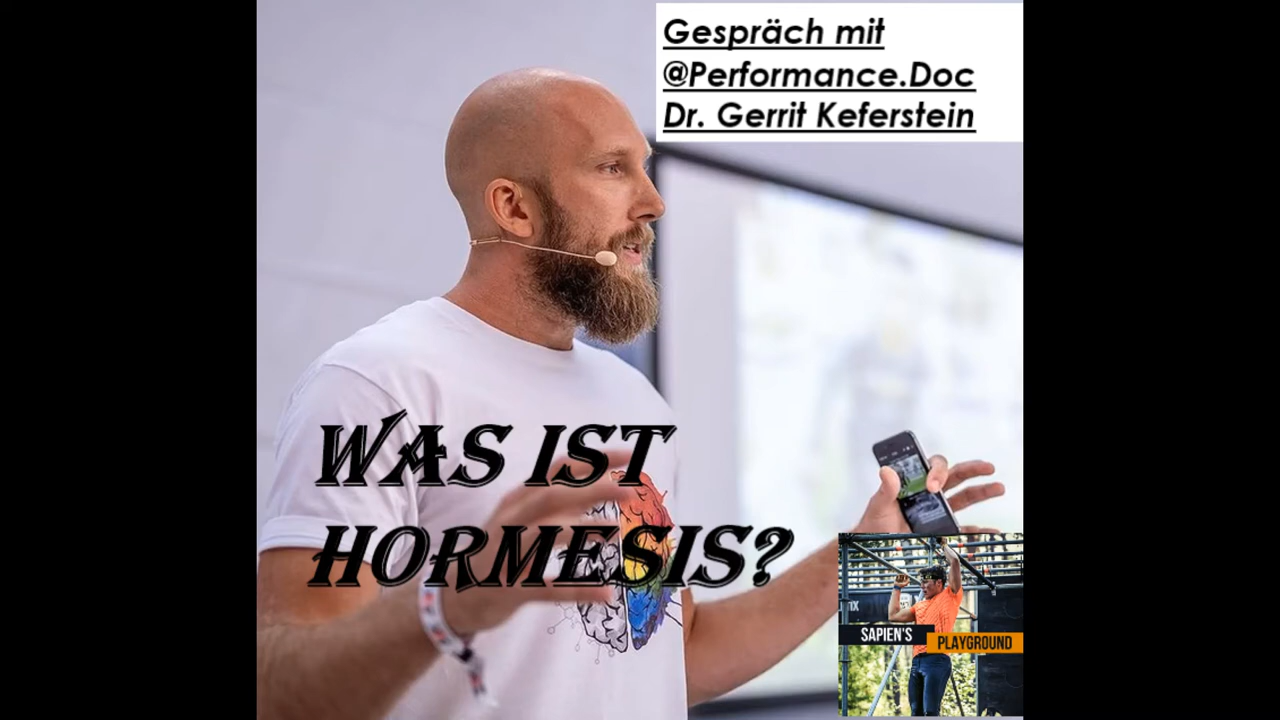 Gespräch mit
@Performance.Doc
Dr. Gerrit Keferstein
WAS IST
HORMESIS?
SAPIEN'S
PLAYGROUND